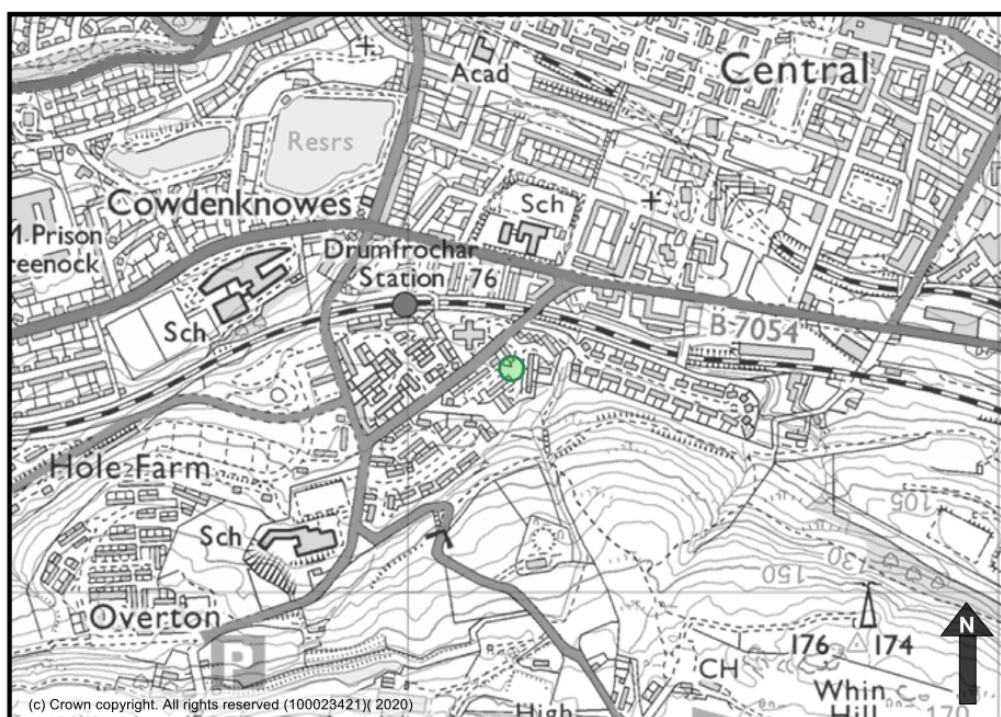 Acad
Central
Resrs
Cowdenknowes
Sch
M Prison
reenock
Drumfrochar
Station
76
Sch
B 7054
Hole Farm
105
Sch
130
150
Overton
N
P
176
174
CH
Whin
Hill
170
High
(c) Crown copyright. All rights reserved (100023421)( 2020)